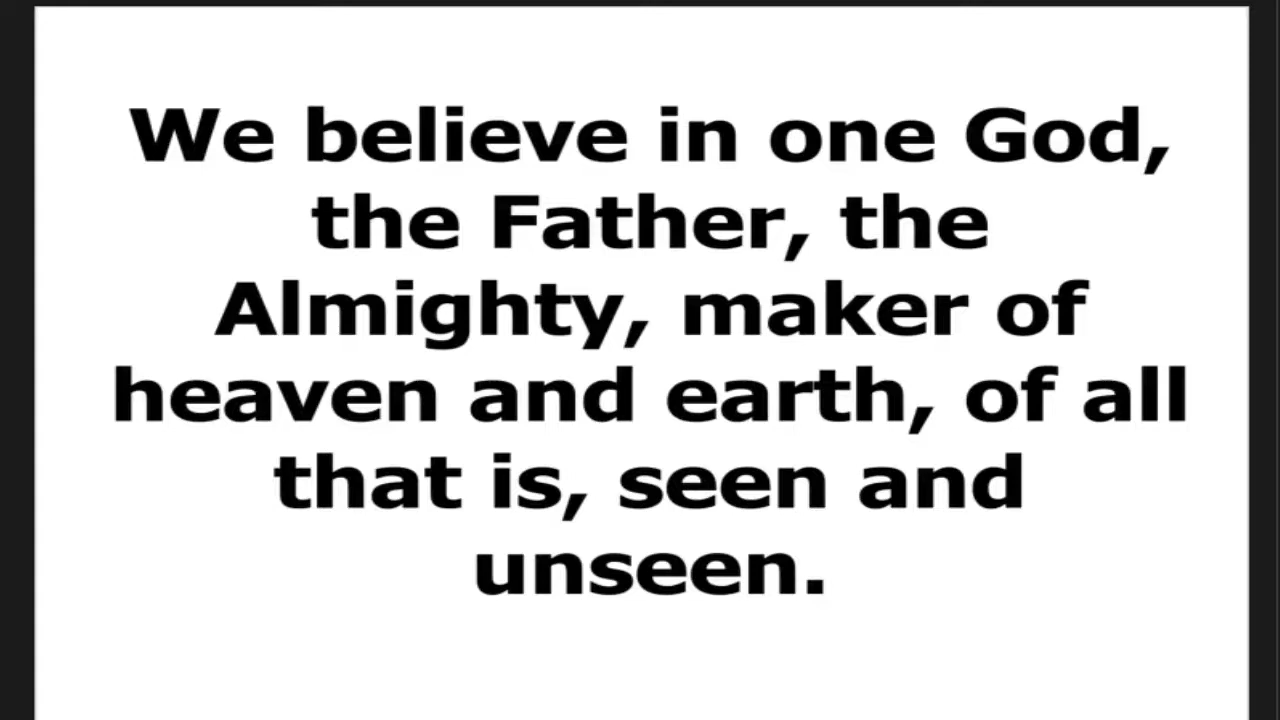 We believe in one God,
the Father, the
Almighty, maker of
heaven and earth, of all
that is, seen and
unseen.